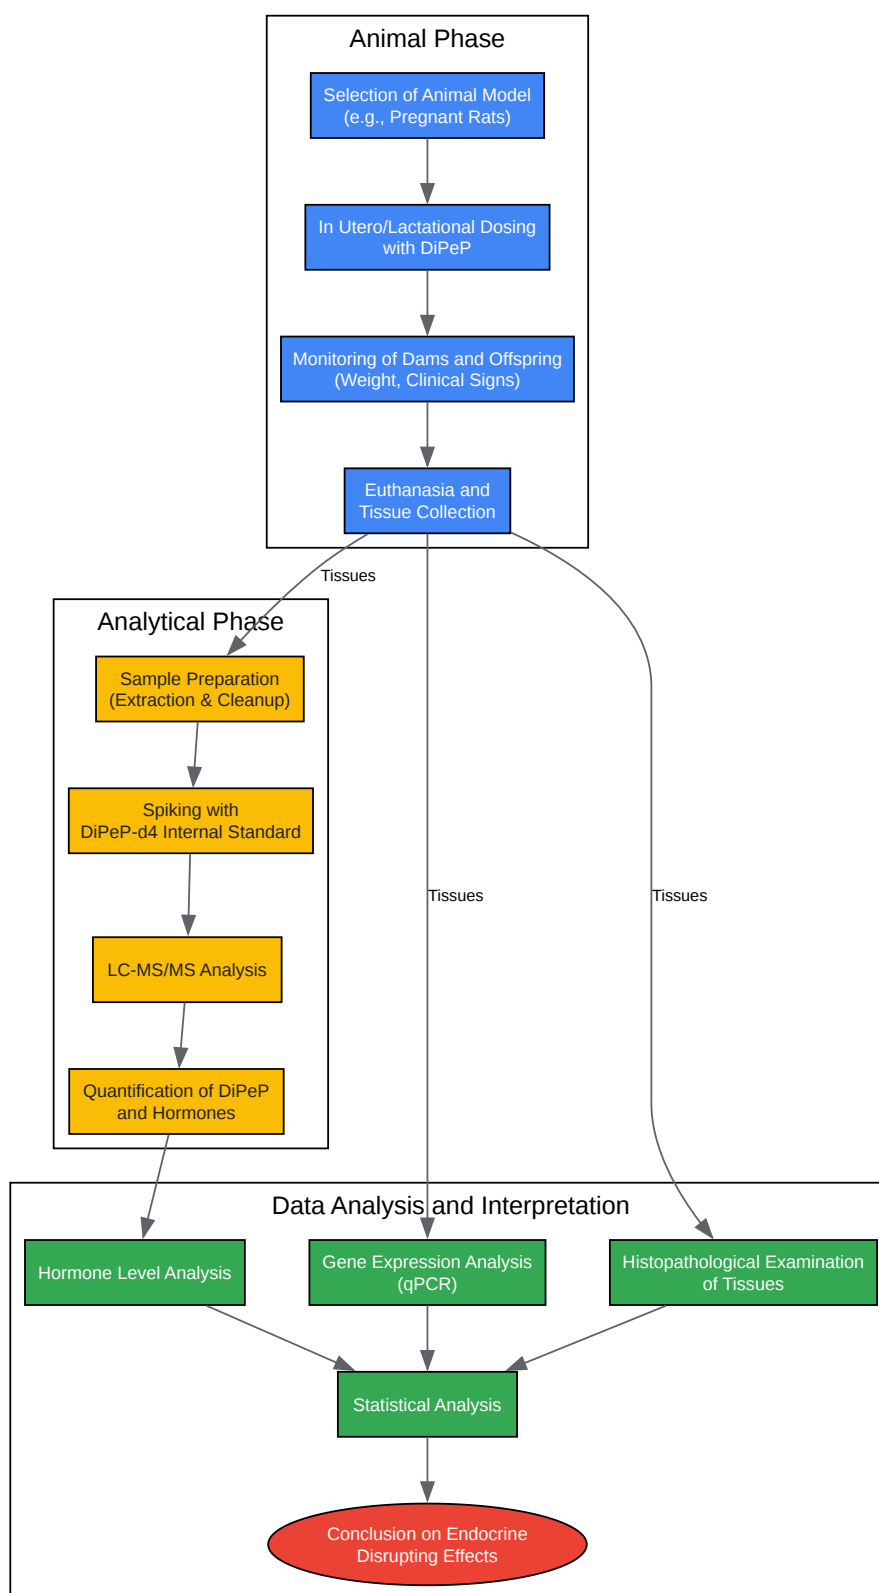 Animal Phase
Selection of Animal Model
(e.g., Pregnant Rats)
In Utero/Lactational Dosing
with DiPeP
Monitoring of Dams and Offspring
(Weight, Clinical Signs)
Euthanasia and
Tissue Collection
Tissues
Analytical Phase
Sample Preparation
(Extraction & Cleanup)
Spiking with
DiPeP-d4 Internal Standard
Tissues
Tissues
LC-MS/MS Analysis
Quantification of DiPeP
and Hormones
Data Analysis and Interpretation
Hormone Level Analysis
Gene Expression Analysis
(qPCR)
Histopathological Examination
of Tissues
Statistical Analysis
Conclusion on Endocrine
Disrupting Effects